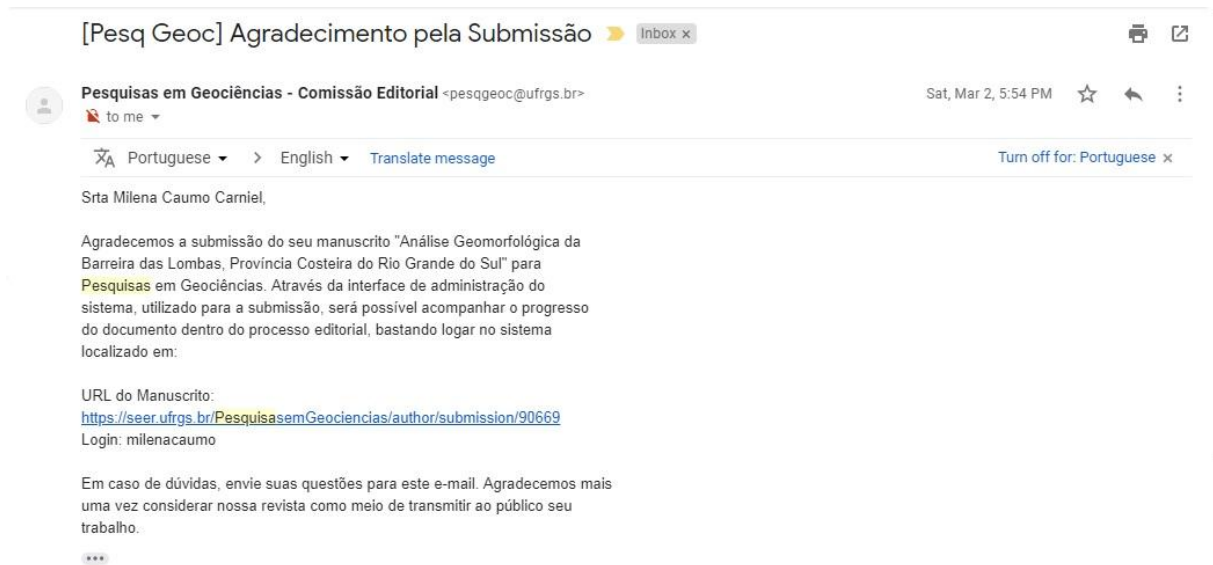 [Pesq Geoc] Agradecimento pela Submissão Inbox x
Pesquisas em Geociências - Comissão Editorial <pesqgeoc@ufrgs.br> Sat, Mar 2, 5:54 PM
to me
Portuguese > English Translate message Turn off for: Portuguese x
Srta Milena Caumo Carniel,
Agradecemos a submissão do seu manuscrito "Análise Geomorfológica da
Barreira das Lombas, Província Costeira do Rio Grande do Sul" para
Pesquisas em Geociências. Através da interface de administração do
sistema, utilizado para a submissão, será possível acompanhar o progresso
do documento dentro do processo editorial, bastando logar no sistema
localizado em:
URL do Manuscrito:
https://seer.ufrgs.br/PesquisasemGeociencias/author/submission/90669
Login: milenacaumo
Em caso de dúvidas, envie suas questões para este e-mail. Agradecemos mais
uma vez considerar nossa revista como meio de transmitir ao público seu
trabalho.